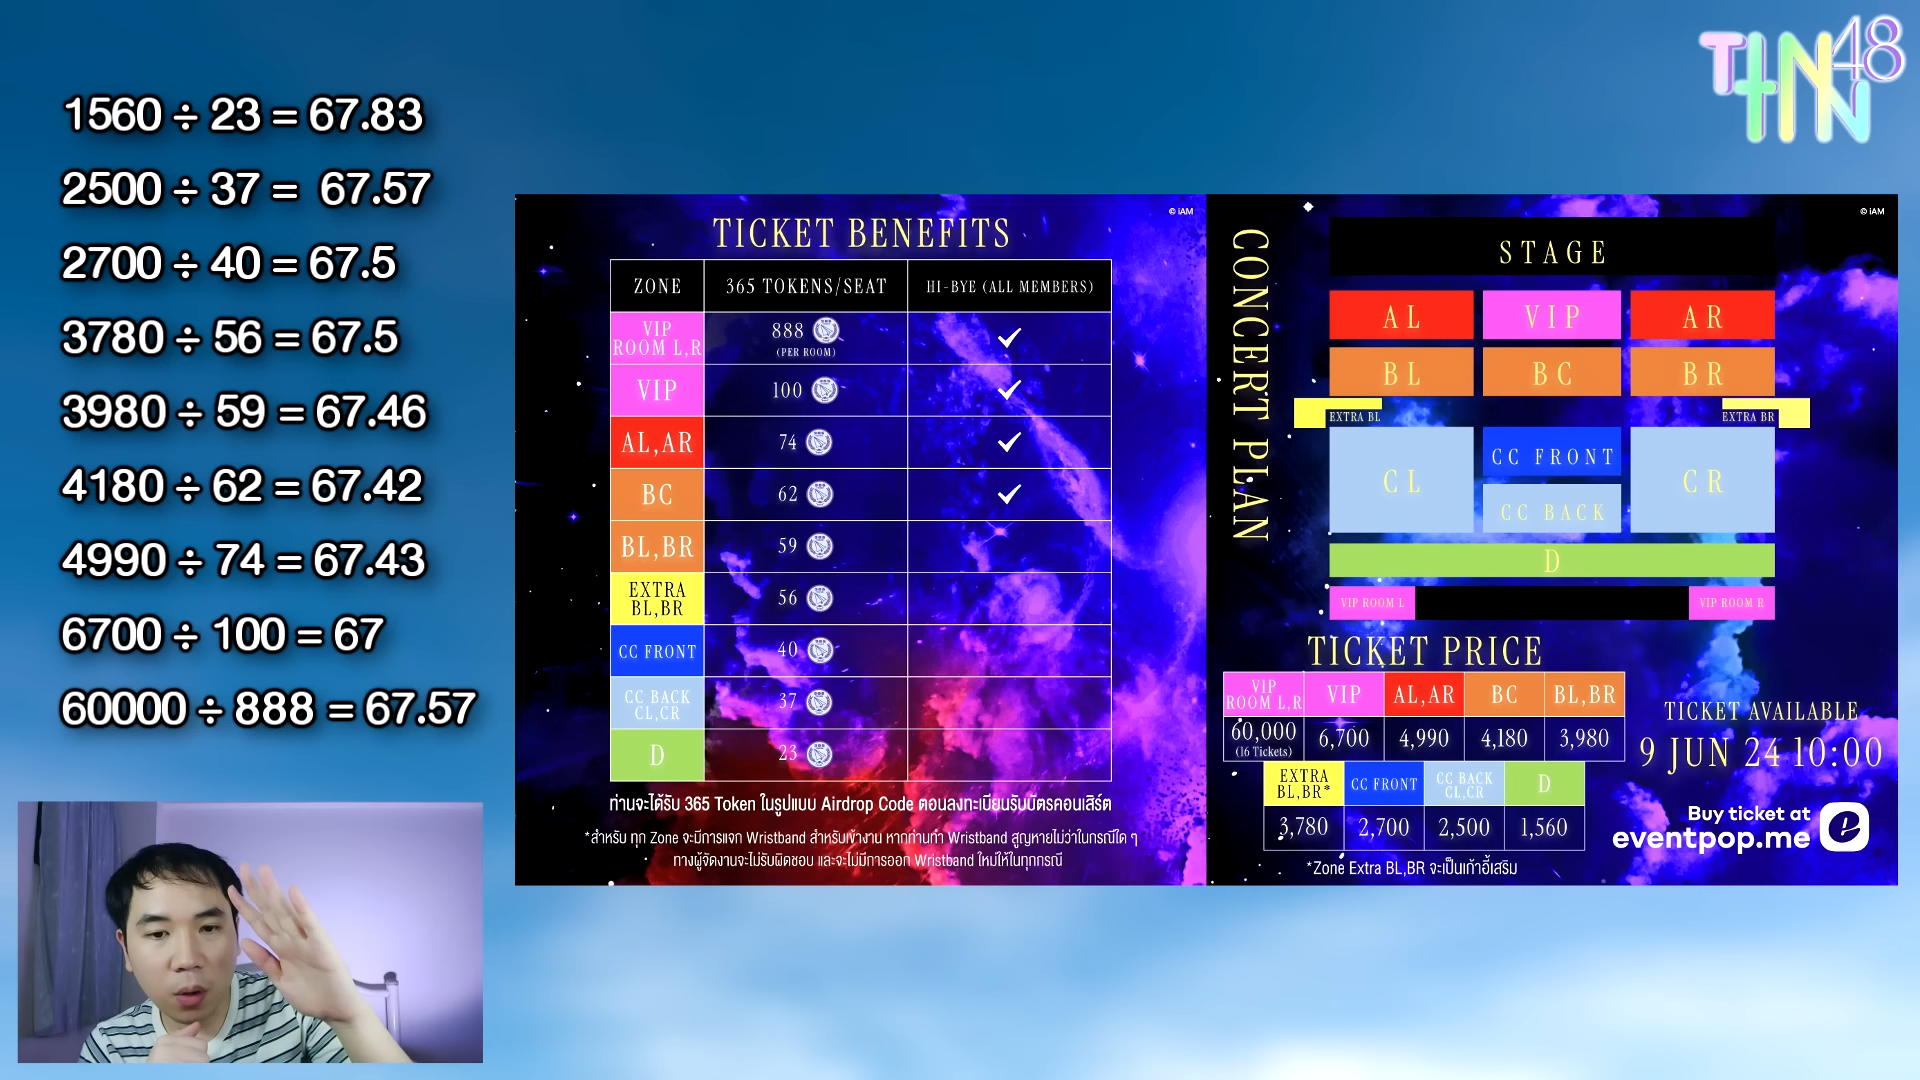 1560 ÷ 23 = 67.83
2500 ÷ 37 = 67.57
2700 ÷ 40 = 67.5
3780 ÷ 56 = 67.5
3980 ÷ 59 = 67.46
4180 ÷ 62 = 67.42
4990 ÷ 74 = 67.43
6700 ÷ 100 = 67
60000 ÷ 888 = 67.57
TINTIN48
© iAM
TICKET BENEFITS
ZONE 365 TOKENS/SEAT HI-BYE (ALL MEMBERS)
VIP ROOM L,R 888 (PER ROOM)
VIP 100
AL,AR 74
BC 62
BL,BR 59
EXTRA BL,BR 56
CC FRONT 40
CC BACK CL,CR 37
D 23
ท่านจะได้รับ 365 Token ในรูปแบบ Airdrop Code ตอนลงทะเบียนรับบัตรคอนเสิร์ต
*สำหรับ ทุก Zone จะมีการแจก Wristband สำหรับเข้างาน หากท่านทำ Wristband สูญหายไม่ว่าในกรณีใด ๆ
ทางผู้จัดงานจะไม่รับผิดชอบ และจะไม่มีการออก Wristband ใหม่ให้ในทุกกรณี
© iAM
CONCERT PLAN
STAGE
AL VIP AR
BL BC BR
EXTRA BL EXTRA BR
CL CC FRONT CR
CC BACK
D
VIP ROOM L VIP ROOM R
TICKET PRICE
VIP ROOM L,R VIP AL,AR BC BL,BR
60,000 (16 Tickets) 6,700 4,990 4,180 3,980
EXTRA BL,BR* CC FRONT CC BACK CL,CR D
3,780 2,700 2,500 1,560
*Zone Extra BL,BR จะเป็นเก้าอี้เสริม
TICKET AVAILABLE
9 JUN 24 10:00
Buy ticket at
eventpop.me